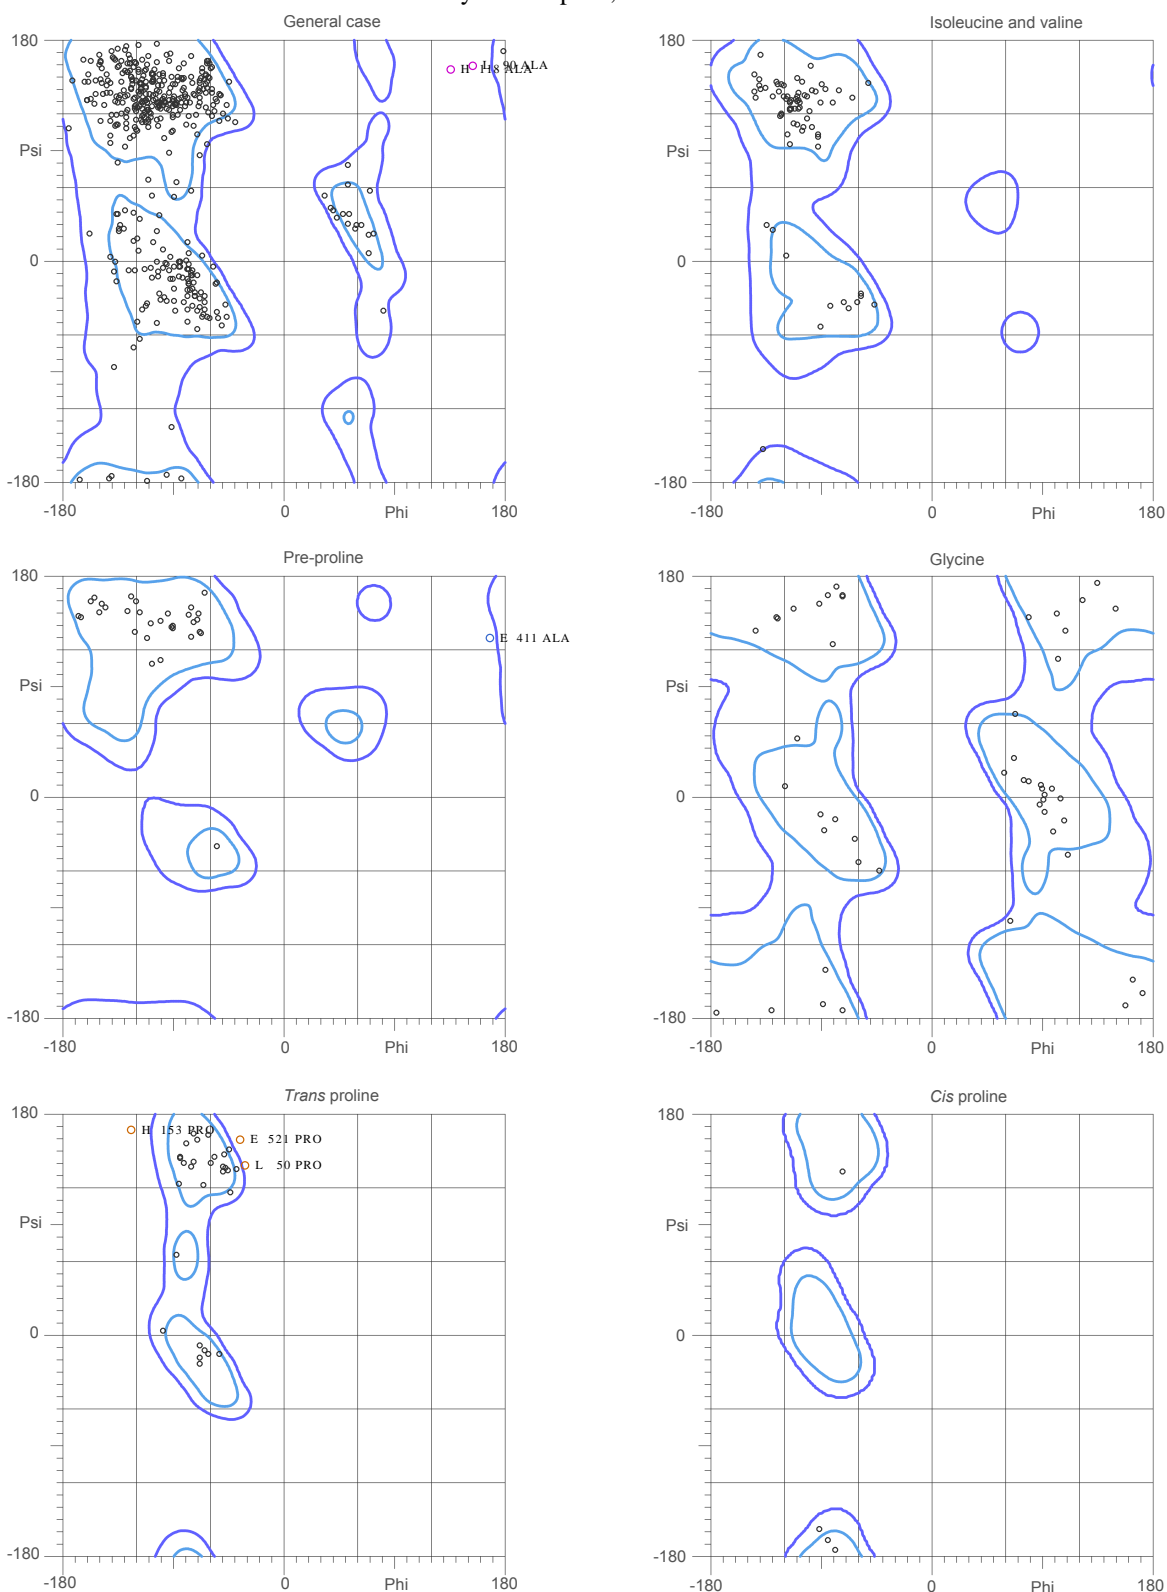 General case
180
H 118 ALA
L 90 ALA
Psi
0
-180
-180 0 Phi 180
Isoleucine and valine
180
Psi
0
-180
-180 0 Phi 180
Pre-proline
180
E 411 ALA
Psi
0
-180
-180 0 Phi 180
Glycine
180
Psi
0
-180
-180 0 Phi 180
Trans proline
180
H 153 PRO
E 521 PRO
L 50 PRO
Psi
0
-180
-180 0 Phi 180
Cis proline
180
Psi
0
-180
-180 0 Phi 180